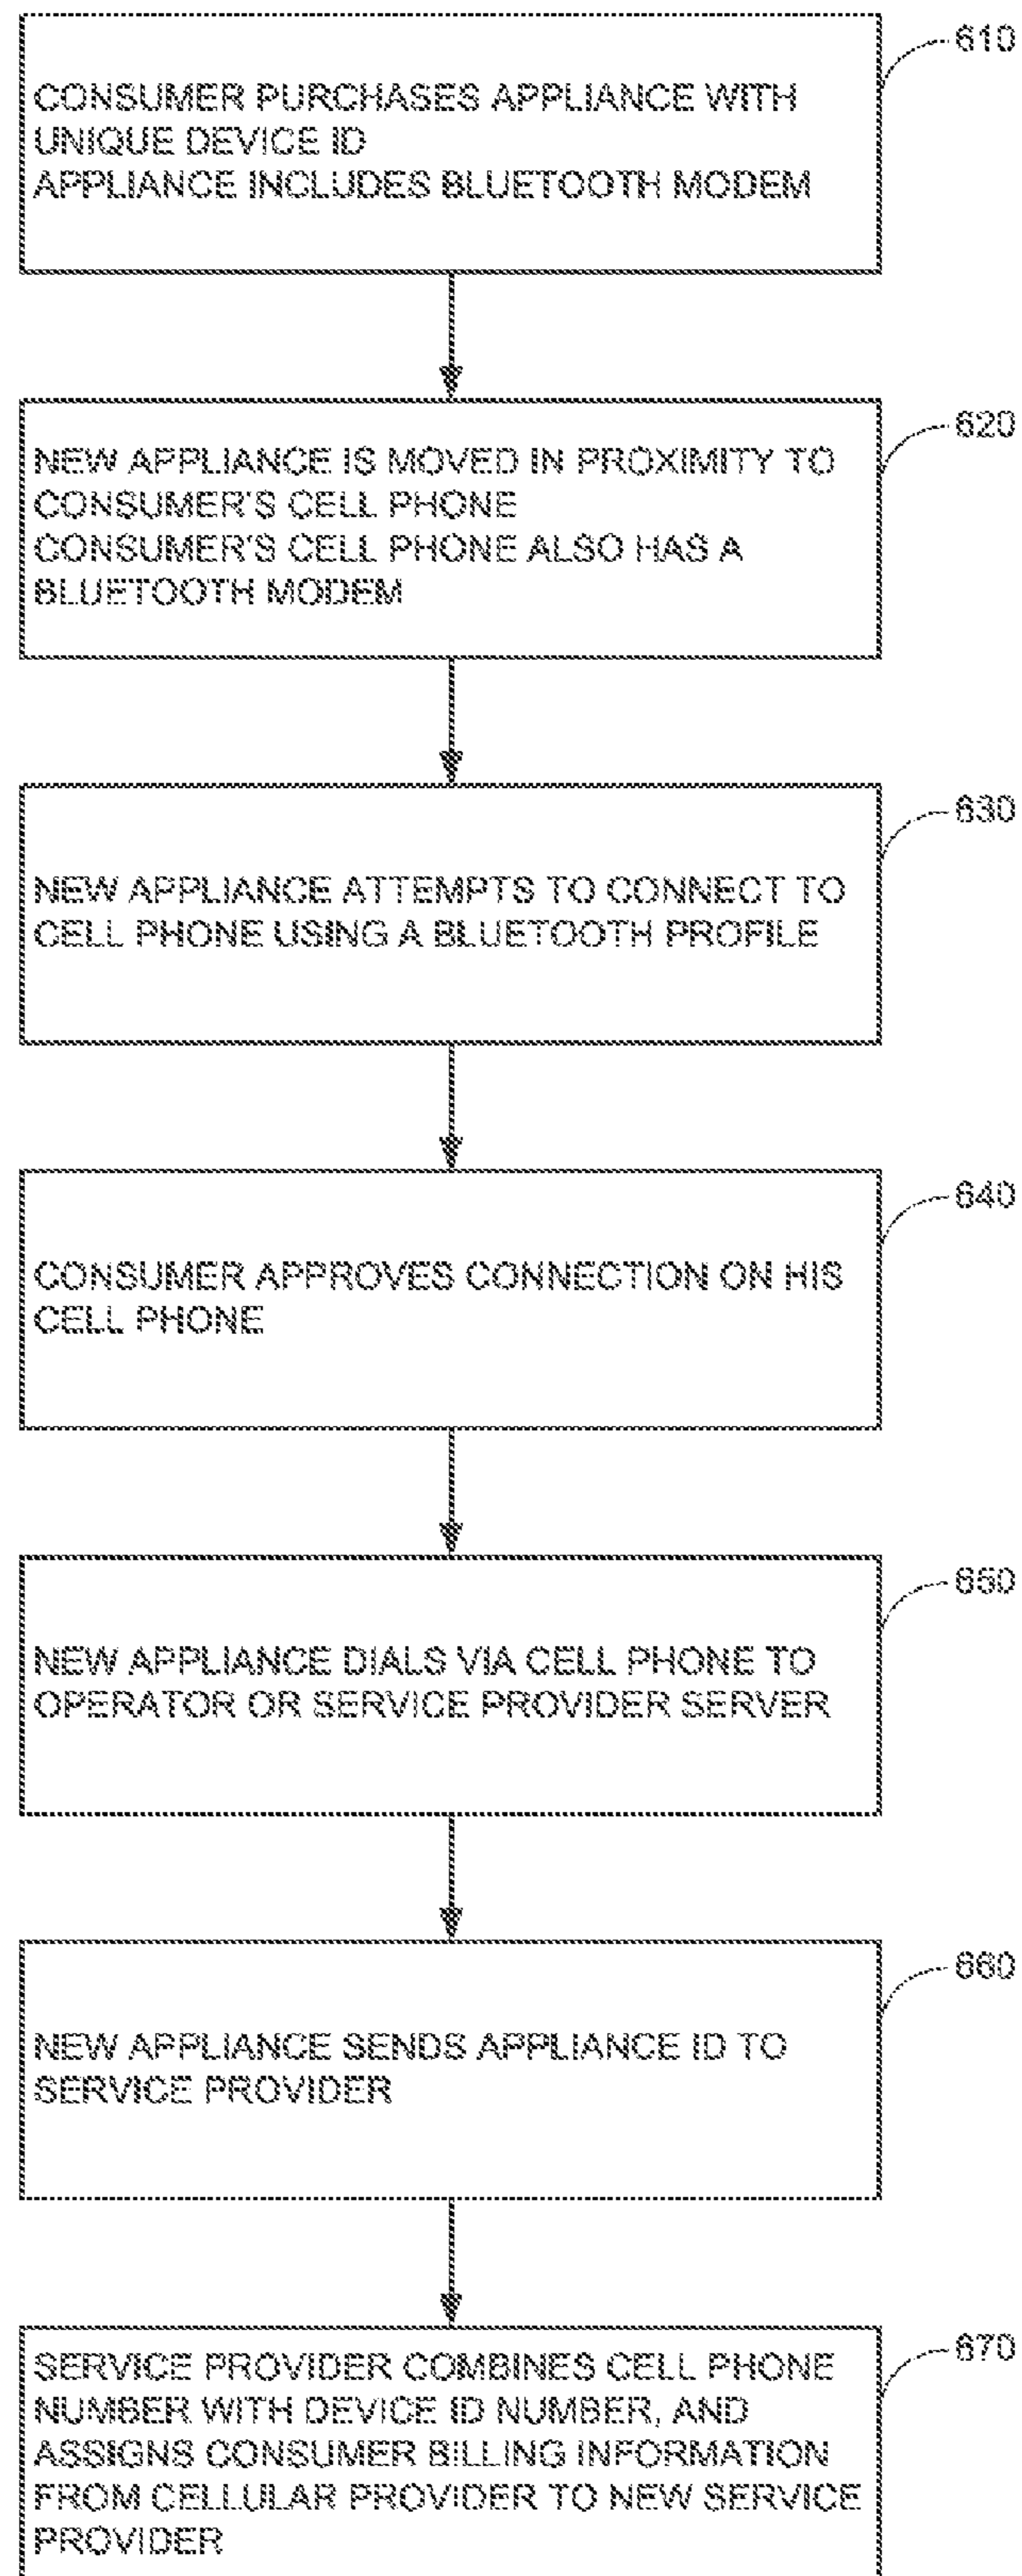 610
CONSUMER PURCHASES APPLIANCE WITH
UNIQUE DEVICE ID
APPLIANCE INCLUDES BLUETOOTH MODEM
620
NEW APPLIANCE IS MOVED IN PROXIMITY TO
CONSUMER'S CELL PHONE
CONSUMER'S CELL PHONE ALSO HAS A
BLUETOOTH MODEM
630
NEW APPLIANCE ATTEMPTS TO CONNECT TO
CELL PHONE USING A BLUETOOTH PROFILE
640
CONSUMER APPROVES CONNECTION ON HIS
CELL PHONE
650
NEW APPLIANCE DIALS VIA CELL PHONE TO
OPERATOR OR SERVICE PROVIDER SERVER
660
NEW APPLIANCE SENDS APPLIANCE ID TO
SERVICE PROVIDER
670
SERVICE PROVIDER COMBINES CELL PHONE
NUMBER WITH DEVICE ID NUMBER, AND
ASSIGNS CONSUMER BILLING INFORMATION
FROM CELLULAR PROVIDER TO NEW SERVICE
PROVIDER